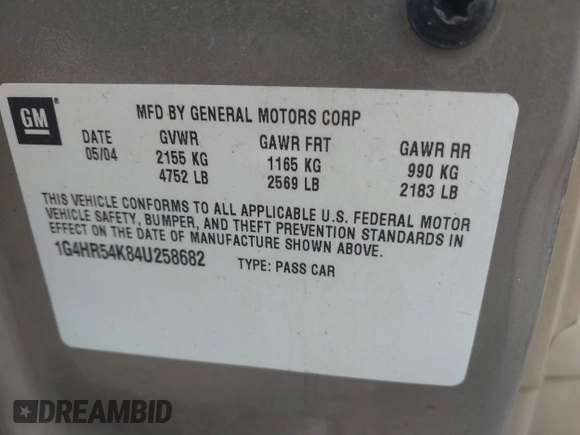 GM®
MFD BY GENERAL MOTORS CORP
DATE GVWR GAWR FRT GAWR RR
05/04 2155 KG 1165 KG 990 KG
4752 LB 2569 LB 2183 LB
THIS VEHICLE CONFORMS TO ALL APPLICABLE U.S. FEDERAL MOTOR
VEHICLE SAFETY, BUMPER, AND THEFT PREVENTION STANDARDS IN
EFFECT ON THE DATE OF MANUFACTURE SHOWN ABOVE.
1G4HR54K84U258682 TYPE: PASS CAR
DREAMBID